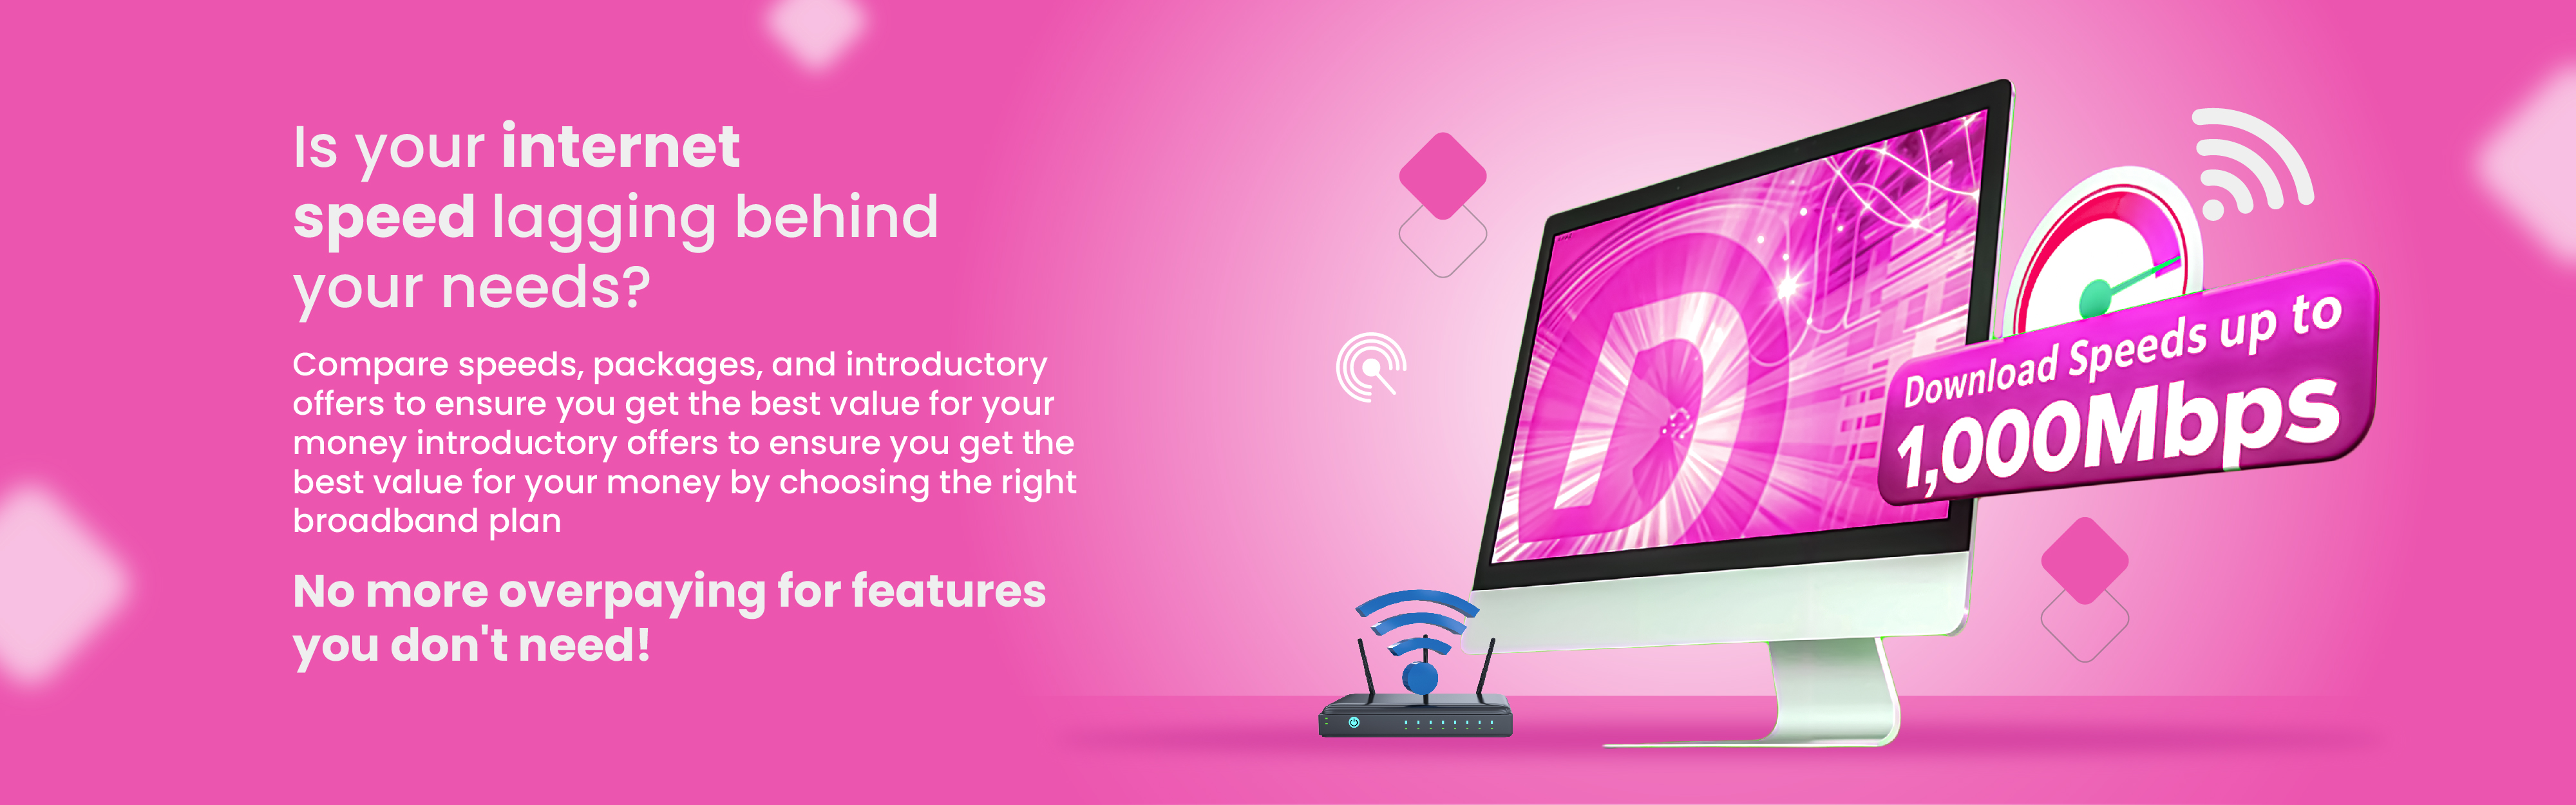 Is your internet
speed lagging behind
your needs?
Compare speeds, packages, and introductory
offers to ensure you get the best value for your
money introductory offers to ensure you get the
best value for your money by choosing the right
broadband plan
No more overpaying for features
you don't need!
D
Download Speeds up to
1,000Mbps